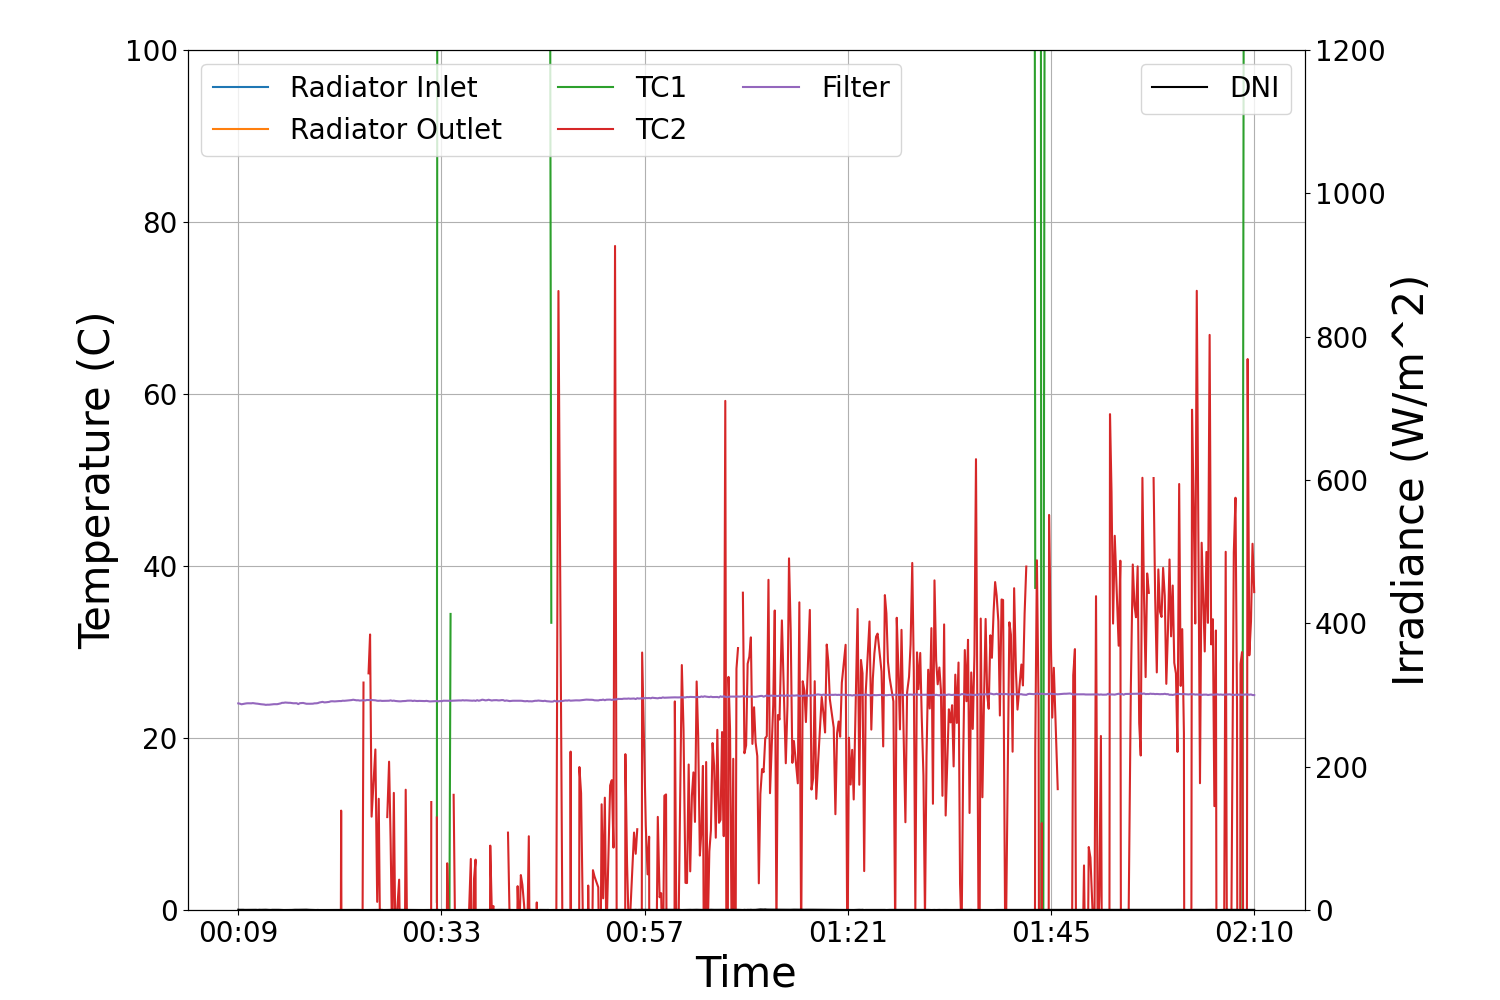 100
80
60
40
20
0
Temperature (C)
Radiator Inlet
Radiator Outlet
TC1
TC2
Filter
DNI
1200
1000
800
600
400
200
0
Irradiance (W/m^2)
00:09
00:33
00:57
01:21
01:45
02:10
Time